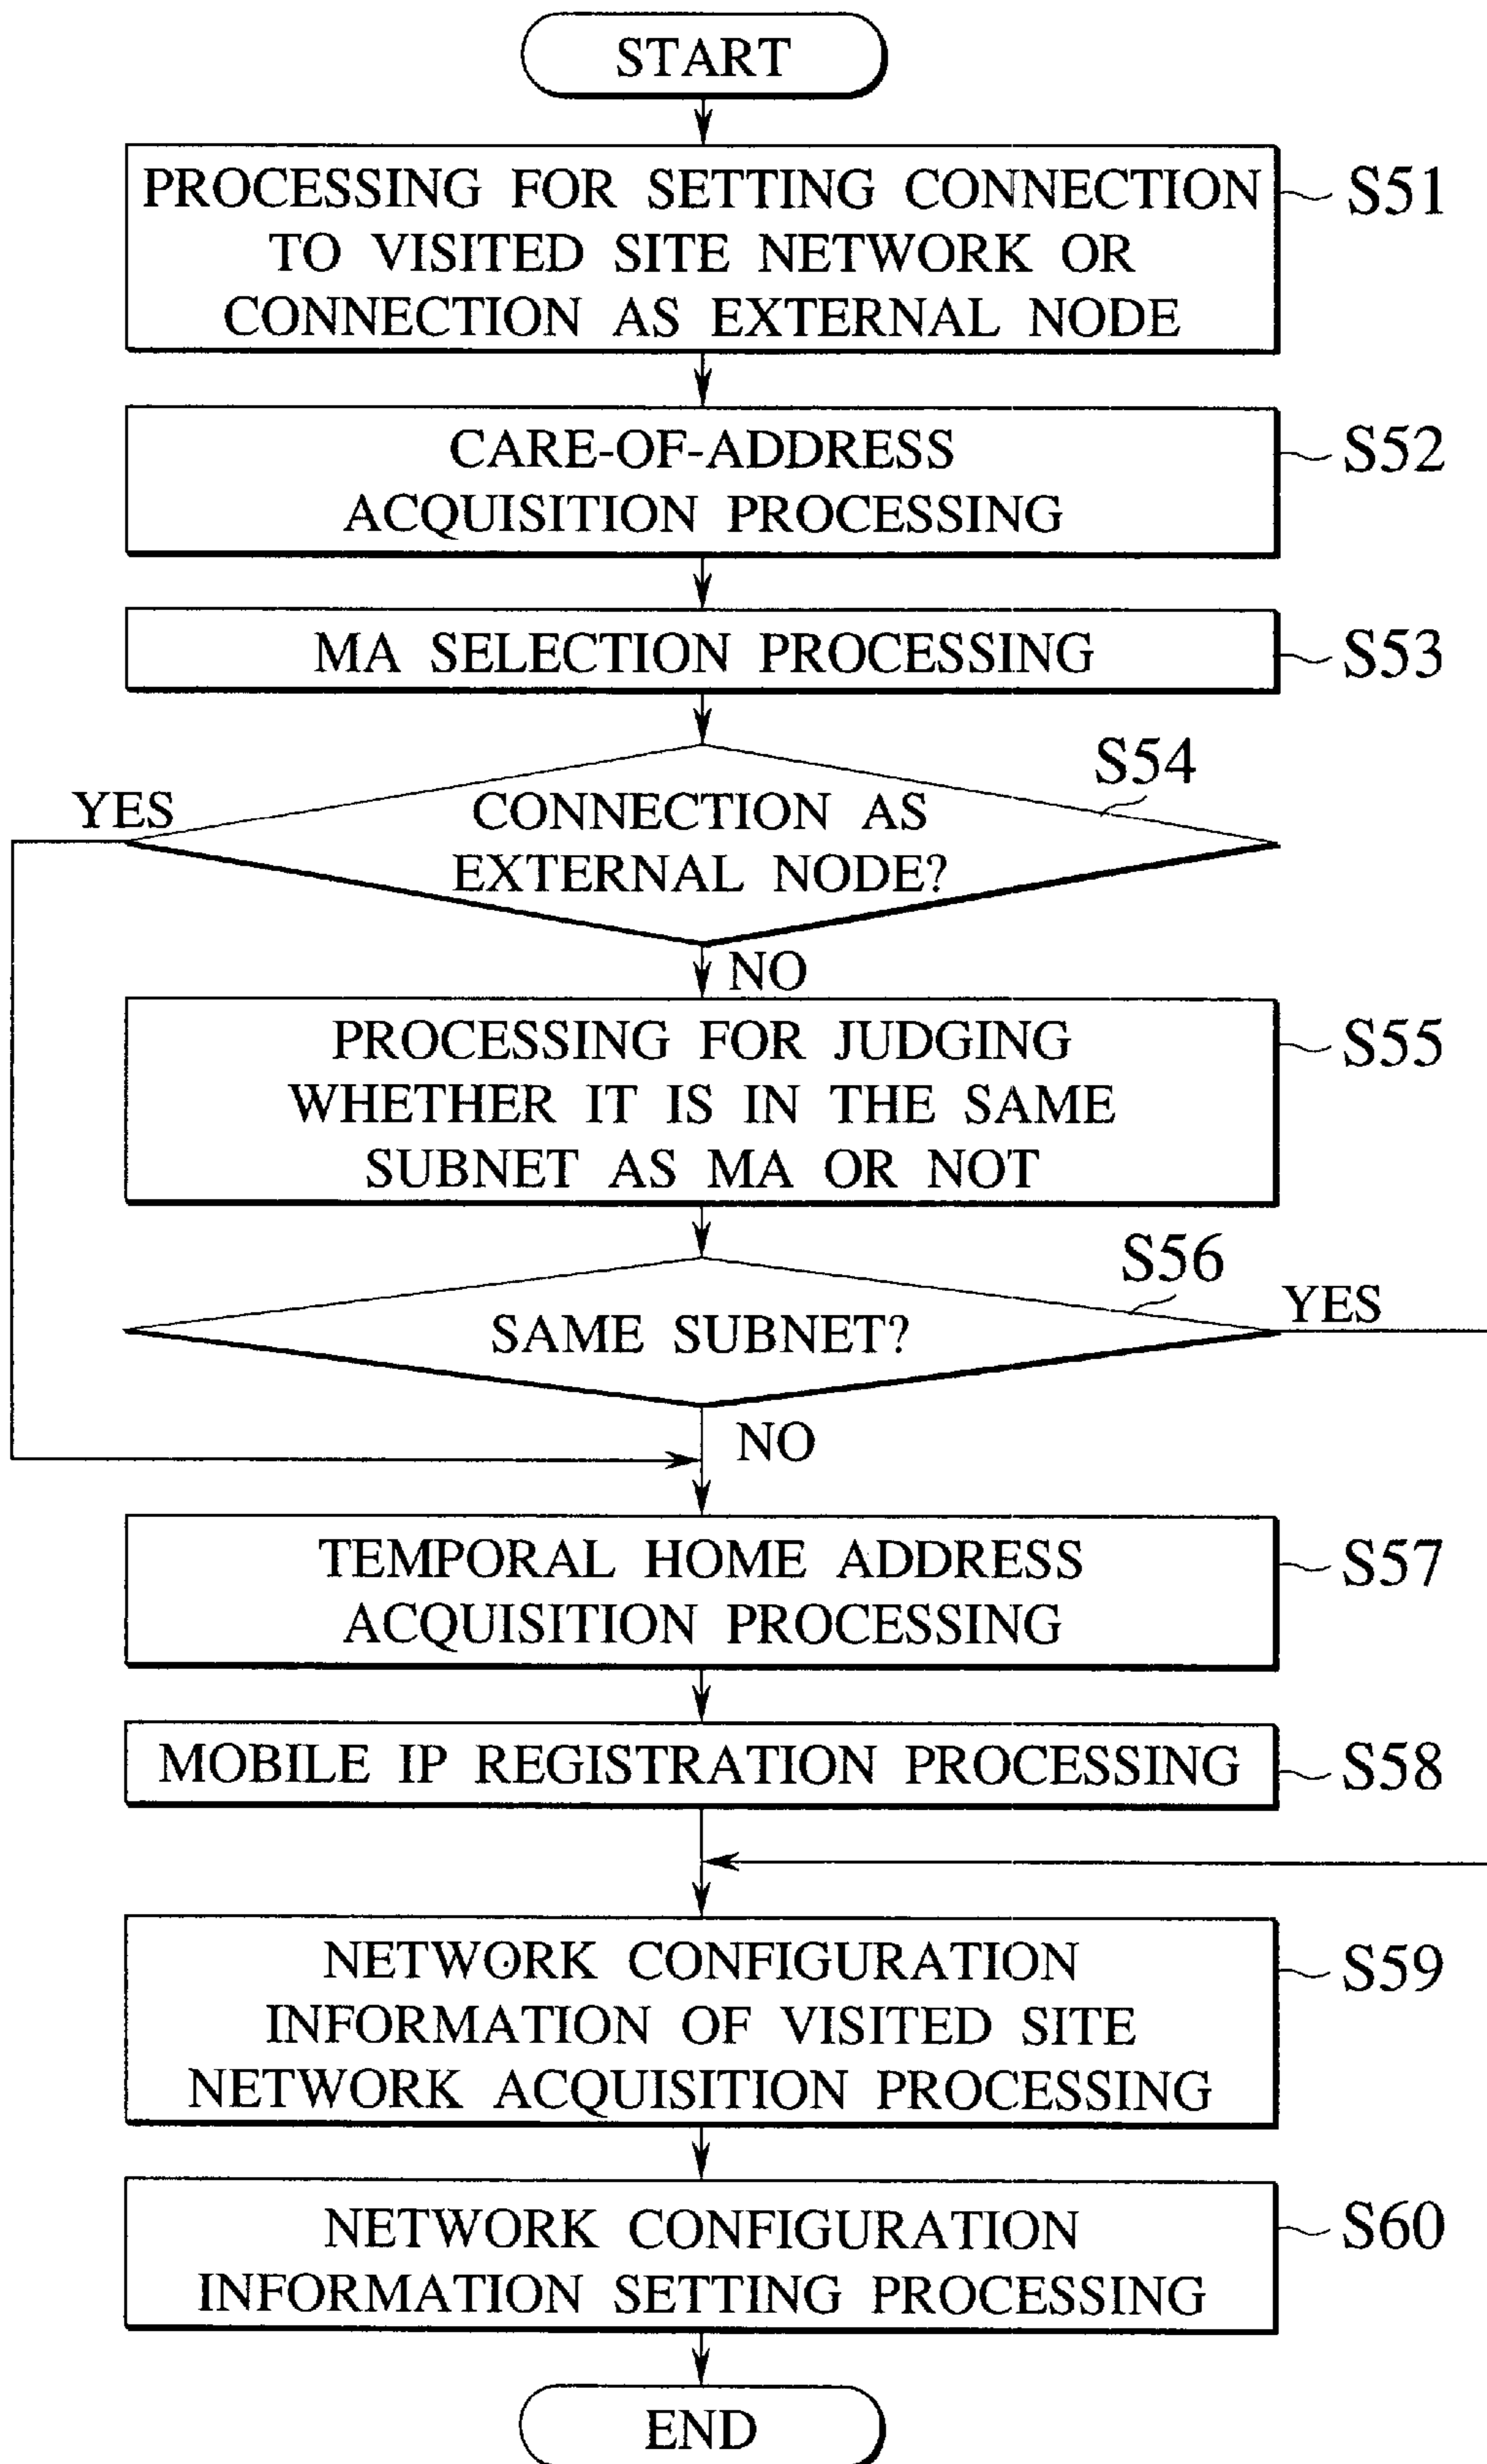 START
PROCESSING FOR SETTING CONNECTION
TO VISITED SITE NETWORK OR
CONNECTION AS EXTERNAL NODE
S51
CARE-OF-ADDRESS
ACQUISITION PROCESSING
S52
MA SELECTION PROCESSING
S53
S54
YES
CONNECTION AS
EXTERNAL NODE?
NO
PROCESSING FOR JUDGING
WHETHER IT IS IN THE SAME
SUBNET AS MA OR NOT
S55
S56
YES
SAME SUBNET?
NO
TEMPORAL HOME ADDRESS
ACQUISITION PROCESSING
S57
MOBILE IP REGISTRATION PROCESSING
S58
NETWORK CONFIGURATION
INFORMATION OF VISITED SITE
NETWORK ACQUISITION PROCESSING
S59
NETWORK CONFIGURATION
INFORMATION SETTING PROCESSING
S60
END